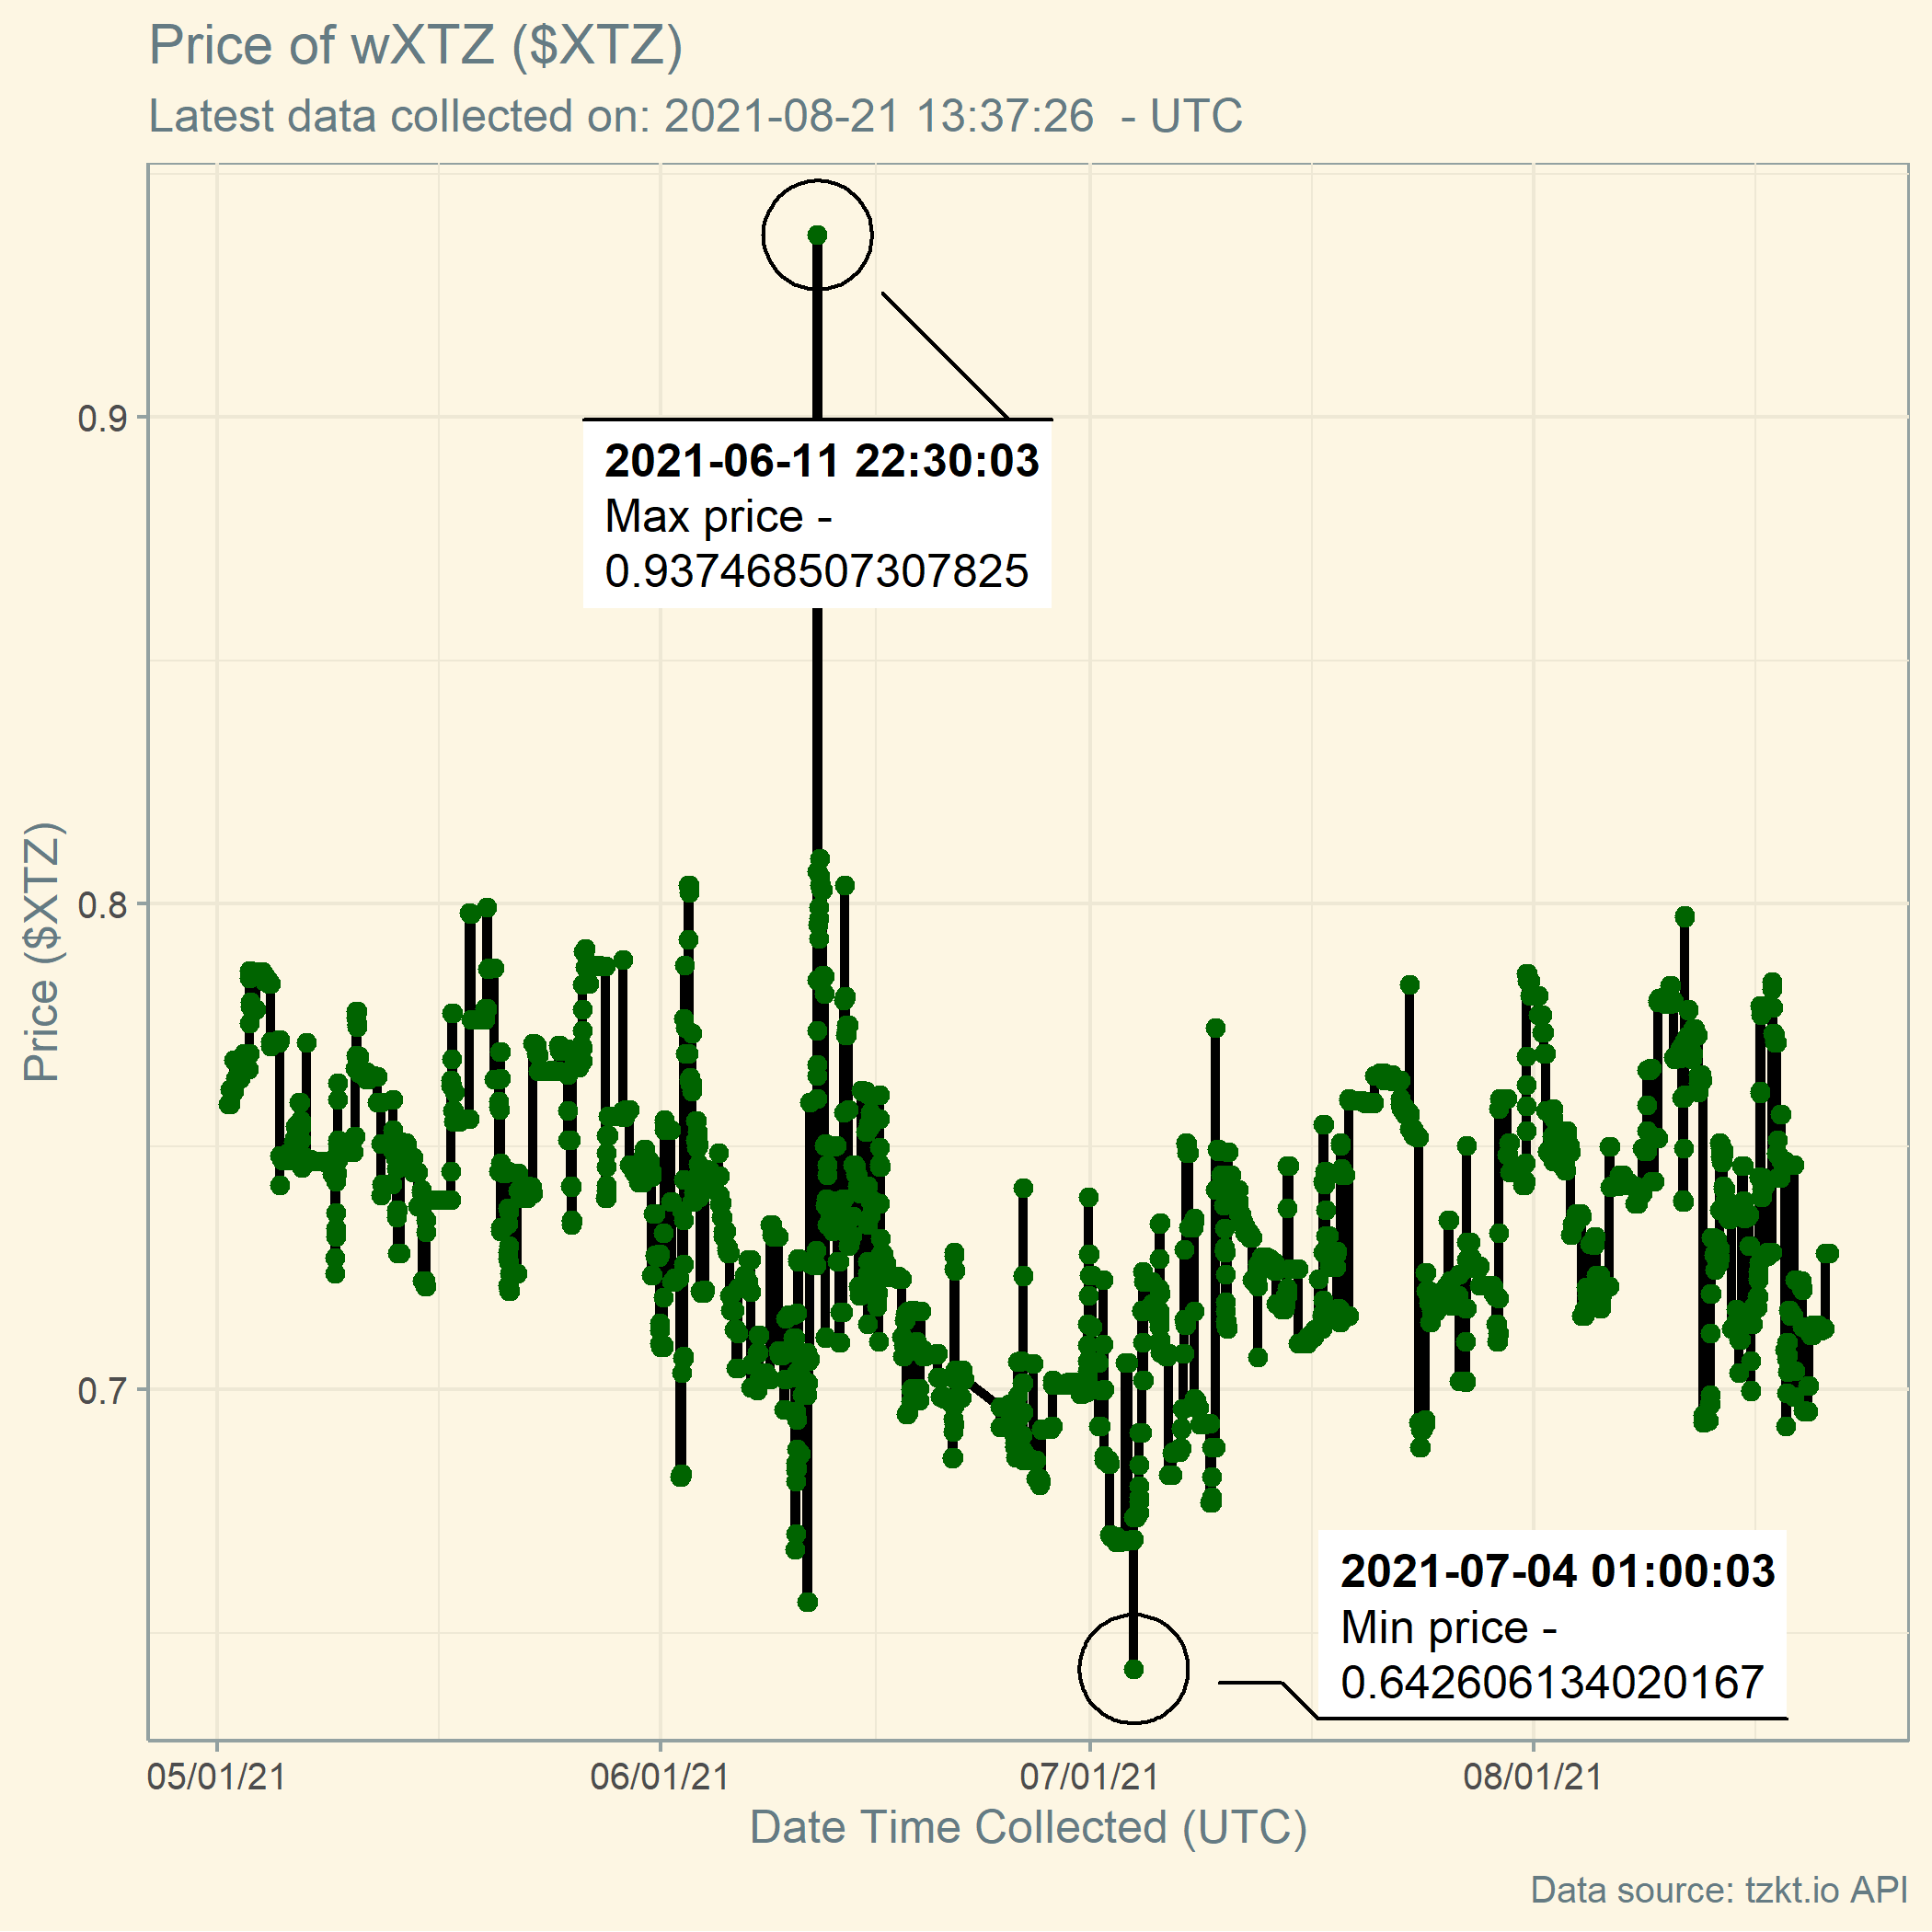 Price of wXTZ ($XTZ)
Latest data collected on: 2021-08-21 13:37:26  - UTC
0.9
2021-06-11 22:30:03
Max price -
0.937468507307825
Price ($XTZ)
0.8
0.7
2021-07-04 01:00:03
Min price -
0.642606134020167
05/01/21
06/01/21
07/01/21
08/01/21
Date Time Collected (UTC)
Data source: tzkt.io API